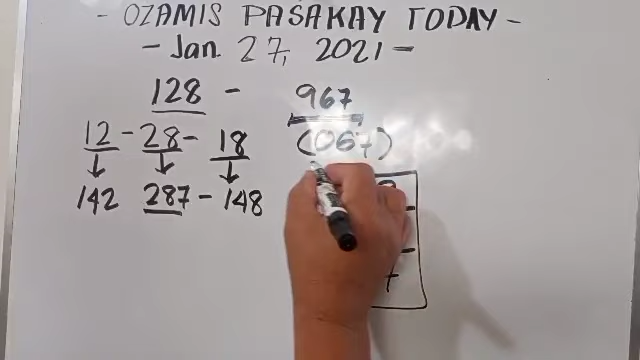 - OZAMIS PASAKAY TODAY -
- Jan. 27, 2021 -
128 - 967
12 - 28 - 18 (067)
142 287 - 148